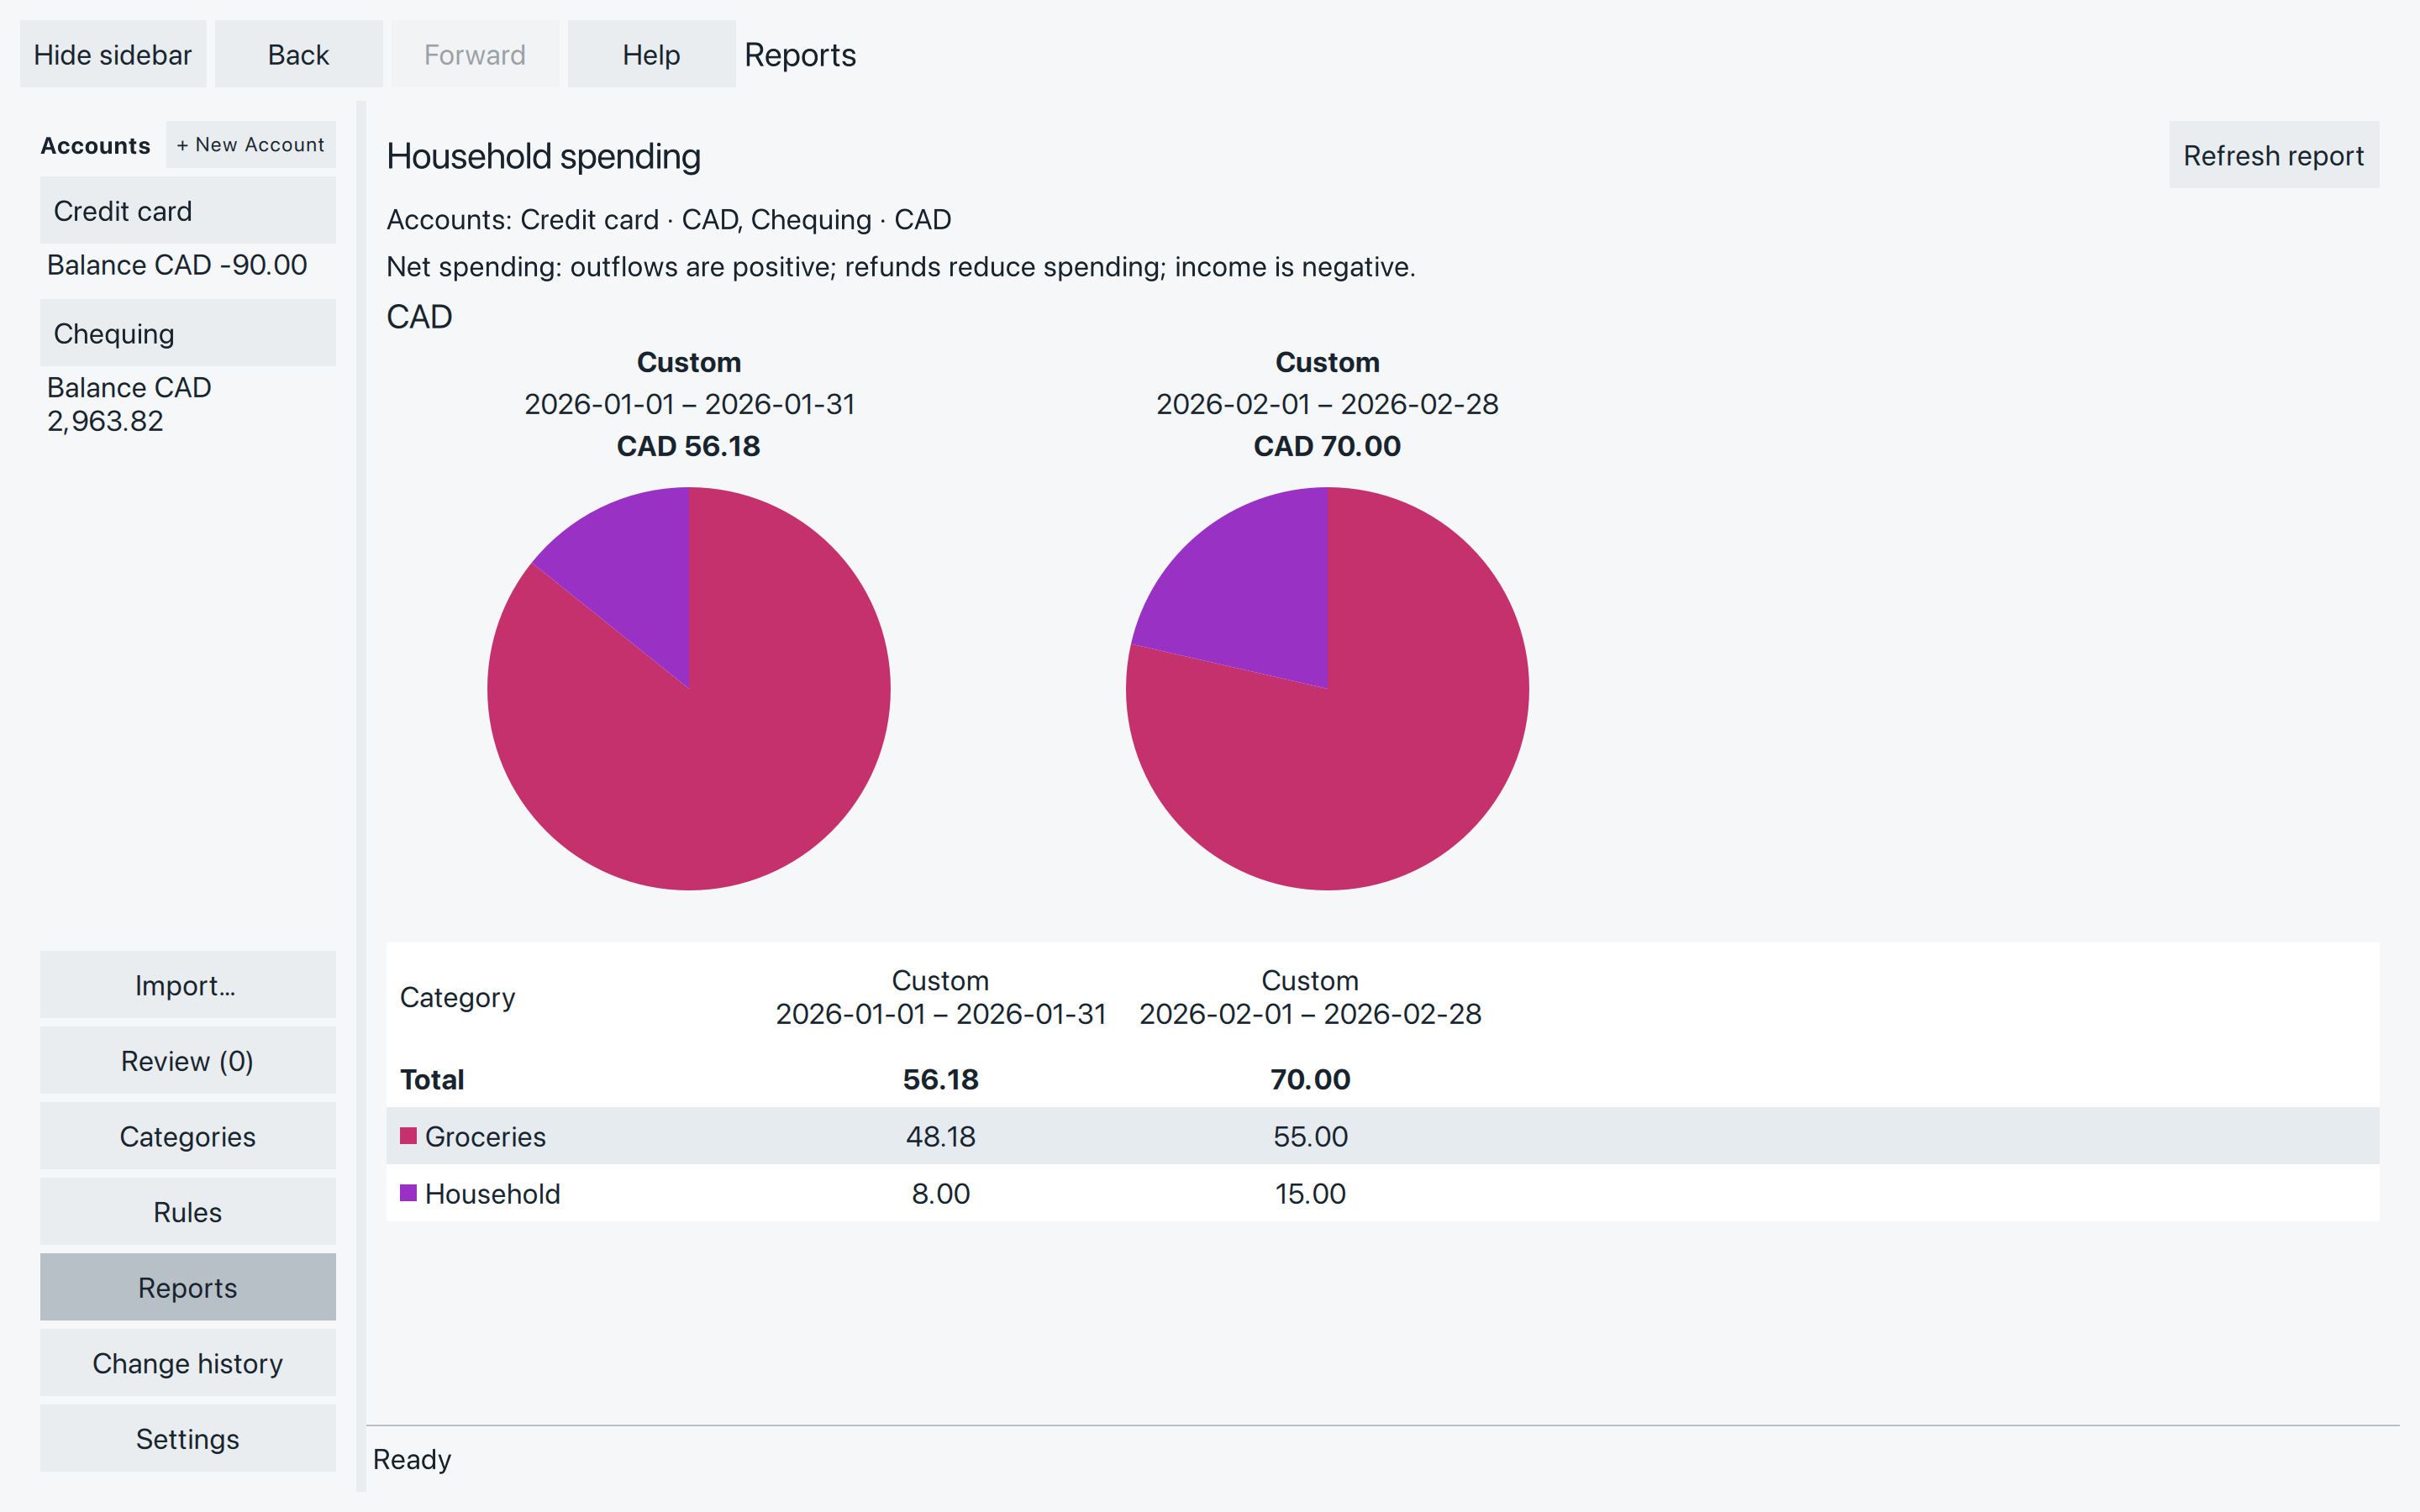 Hide sidebar
Back
Forward
Help
Reports
Accounts
+ New Account
Credit card
Balance CAD -90.00
Chequing
Balance CAD
2,963.82
Import...
Review (0)
Categories
Rules
Reports
Change history
Settings
Household spending
Refresh report
Accounts: Credit card · CAD, Chequing · CAD
Net spending: outflows are positive; refunds reduce spending; income is negative.
CAD
Custom
2026-01-01 – 2026-01-31
CAD 56.18
Custom
2026-02-01 – 2026-02-28
CAD 70.00
Category
Custom
2026-01-01 – 2026-01-31
Custom
2026-02-01 – 2026-02-28
Total 56.18 70.00
Groceries 48.18 55.00
Household 8.00 15.00
Ready